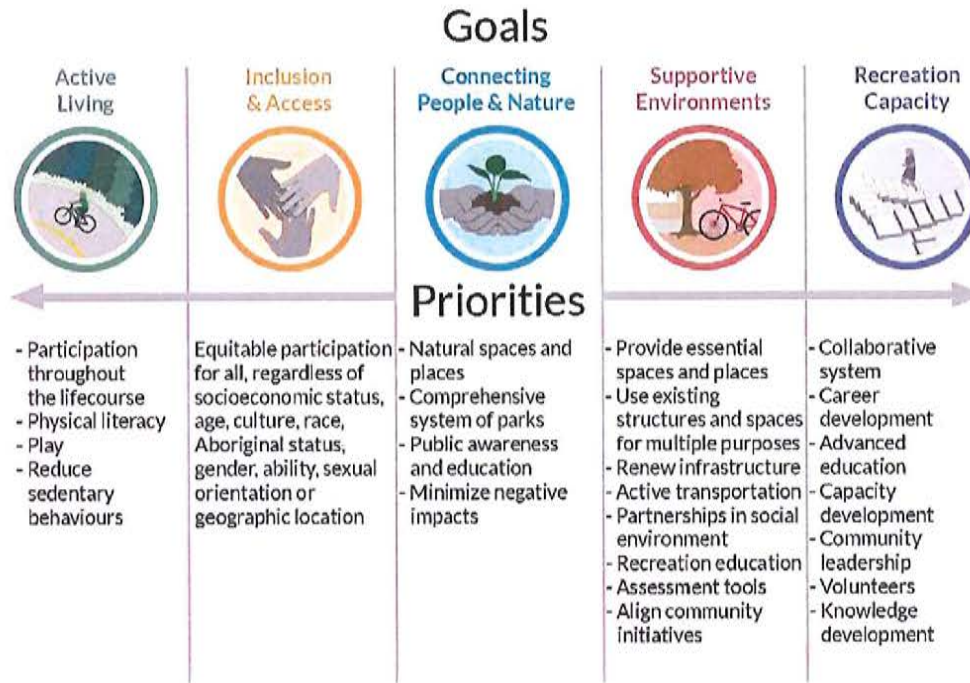 Goals
Active
Living
Inclusion
& Access
Connecting
People & Nature
Supportive
Environments
Recreation
Capacity
Priorities
- Participation
throughout
the lifecourse
- Physical literacy
- Play
- Reduce
sedentary
behaviours
Equitable participation
for all, regardless of
socioeconomic status,
age, culture, race,
Aboriginal status,
gender, ability, sexual
orientation or
geographic location
- Natural spaces and
places
- Comprehensive
system of parks
- Public awareness
and education
- Minimize negative
impacts
- Provide essential
spaces and places
- Use existing
structures and spaces
for multiple purposes
- Renew infrastructure
- Active transportation
- Partnerships in social
environment
- Recreation education
- Assessment tools
- Align community
initiatives
- Collaborative
system
- Career
development
- Advanced
education
- Capacity
development
- Community
leadership
- Volunteers
- Knowledge
development